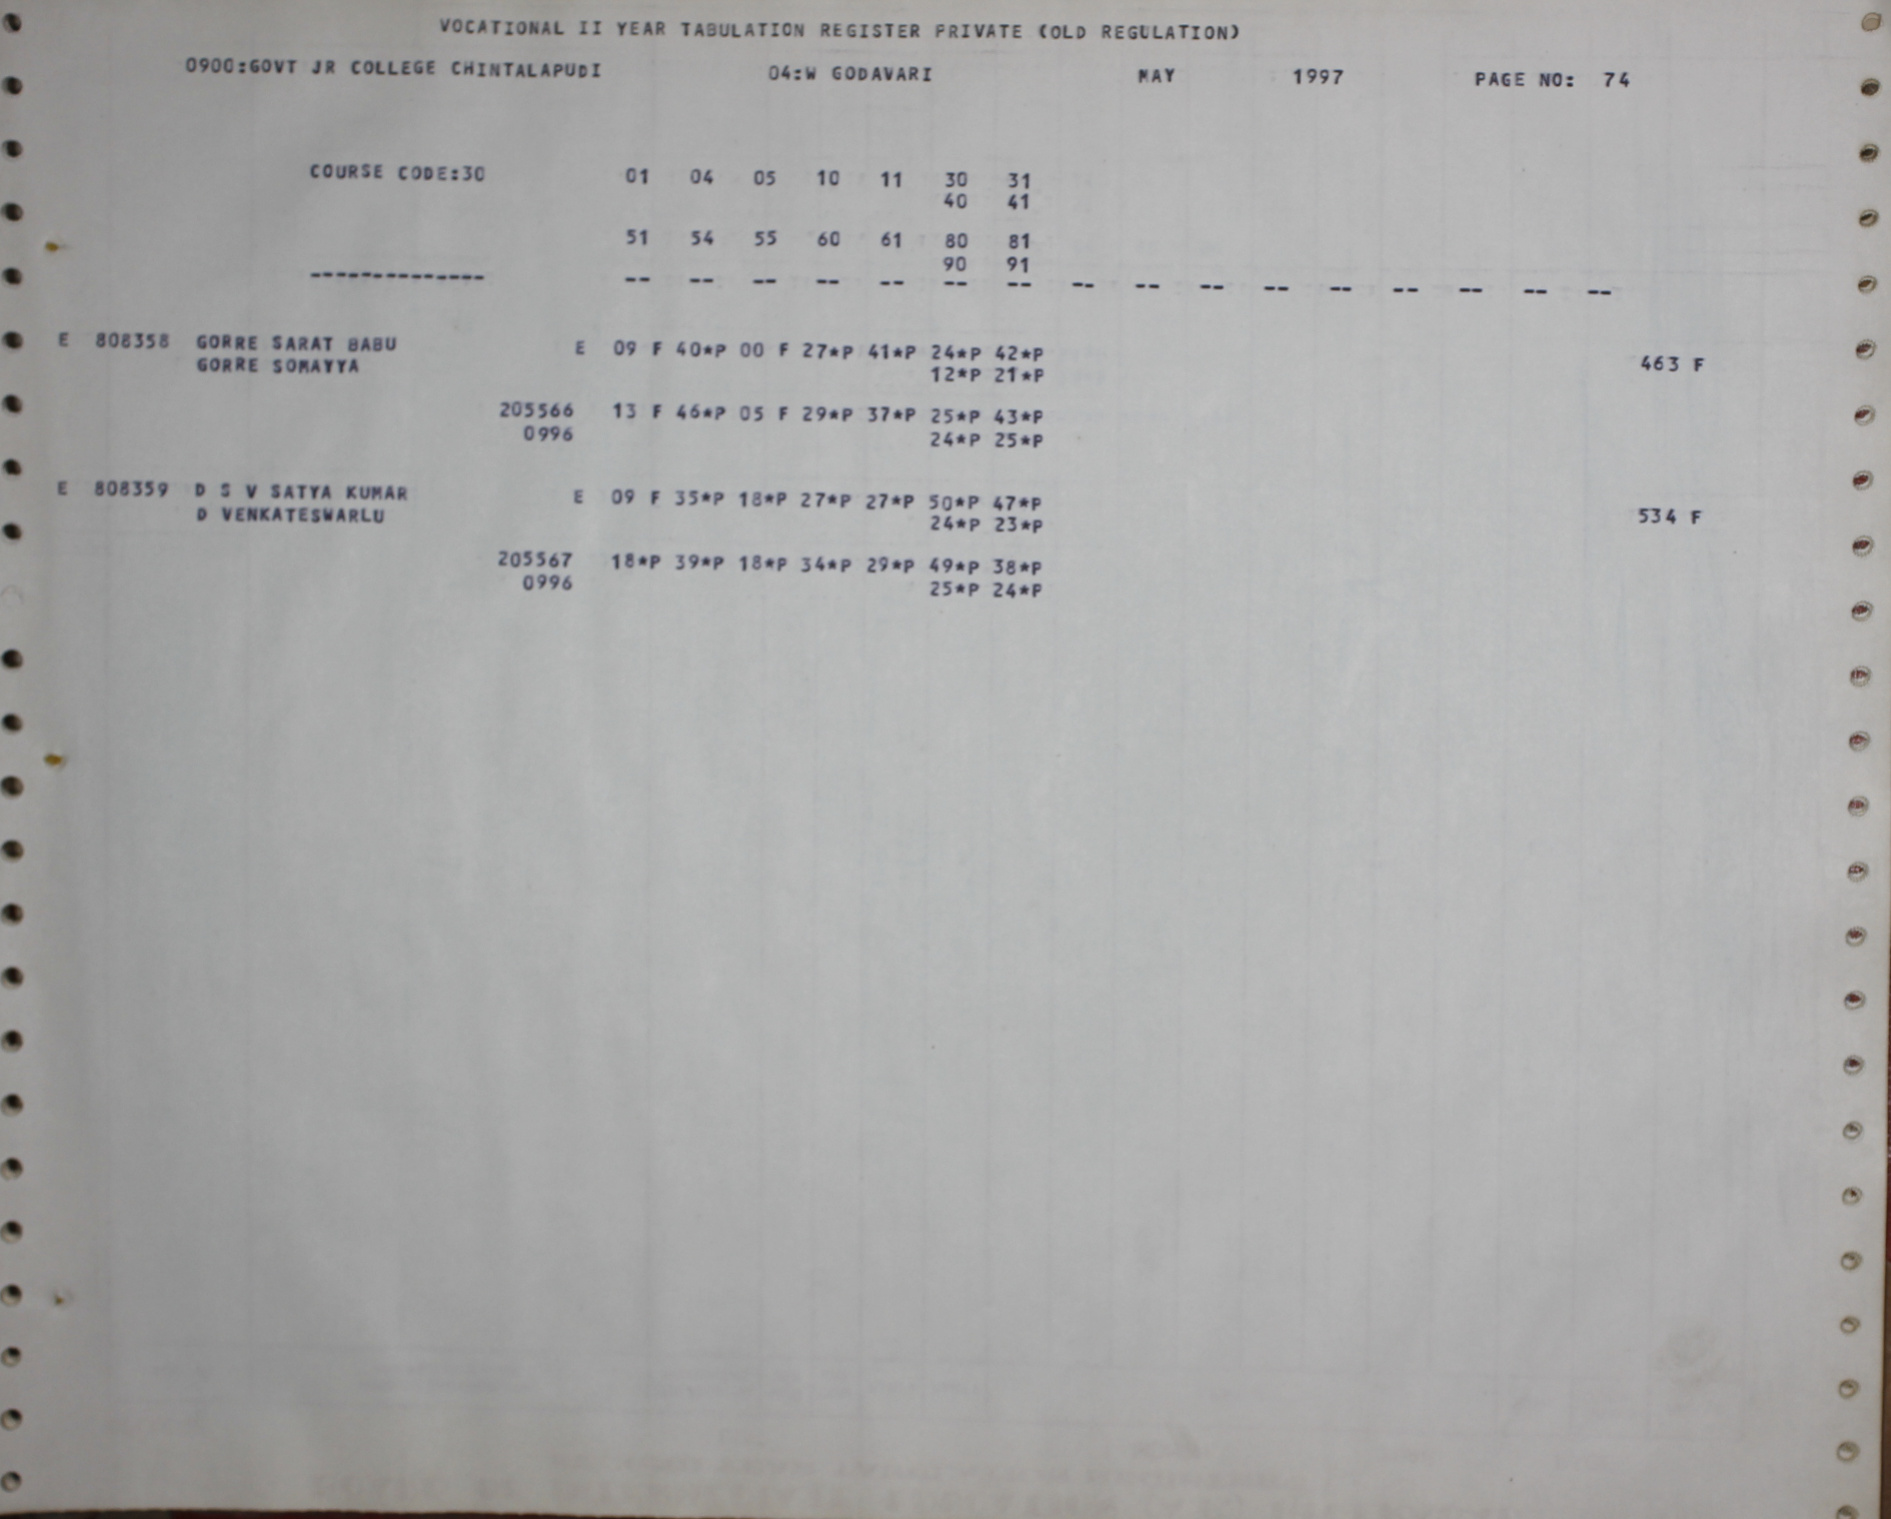 VOCATIONAL II YEAR TABULATION REGISTER PRIVATE (OLD REGULATION)
0900:GOVT JR COLLEGE CHINTALAPUDI 04:W GODAVARI MAY 1997 PAGE NO: 74
COURSE CODE:30 01 04 05 10 11 30 31
40 41
51 54 55 60 61 80 81
90 91
-------------- -- -- -- -- -- -- -- -- -- -- -- -- -- -- -- --
E 808358 GORRE SARAT BABU E 09 F 40*P 00 F 27*P 41*P 24*P 42*P
GORRE SOMAYYA 12*P 21*P 463 F
205566 13 F 46*P 05 F 29*P 37*P 25*P 43*P
0996 24*P 25*P
E 808359 D S V SATYA KUMAR E 09 F 35*P 18*P 27*P 27*P 50*P 47*P
D VENKATESWARLU 24*P 23*P 534 F
205567 18*P 39*P 18*P 34*P 29*P 49*P 38*P
0996 25*P 24*P